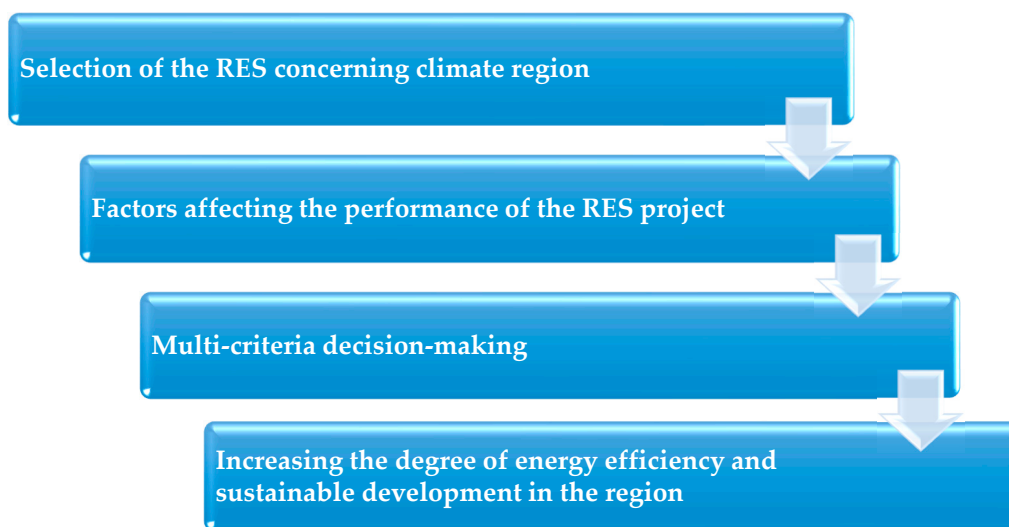 Selection of the RES concerning climate region
Factors affecting the performance of the RES project
Multi-criteria decision-making
Increasing the degree of energy efficiency and
sustainable development in the region